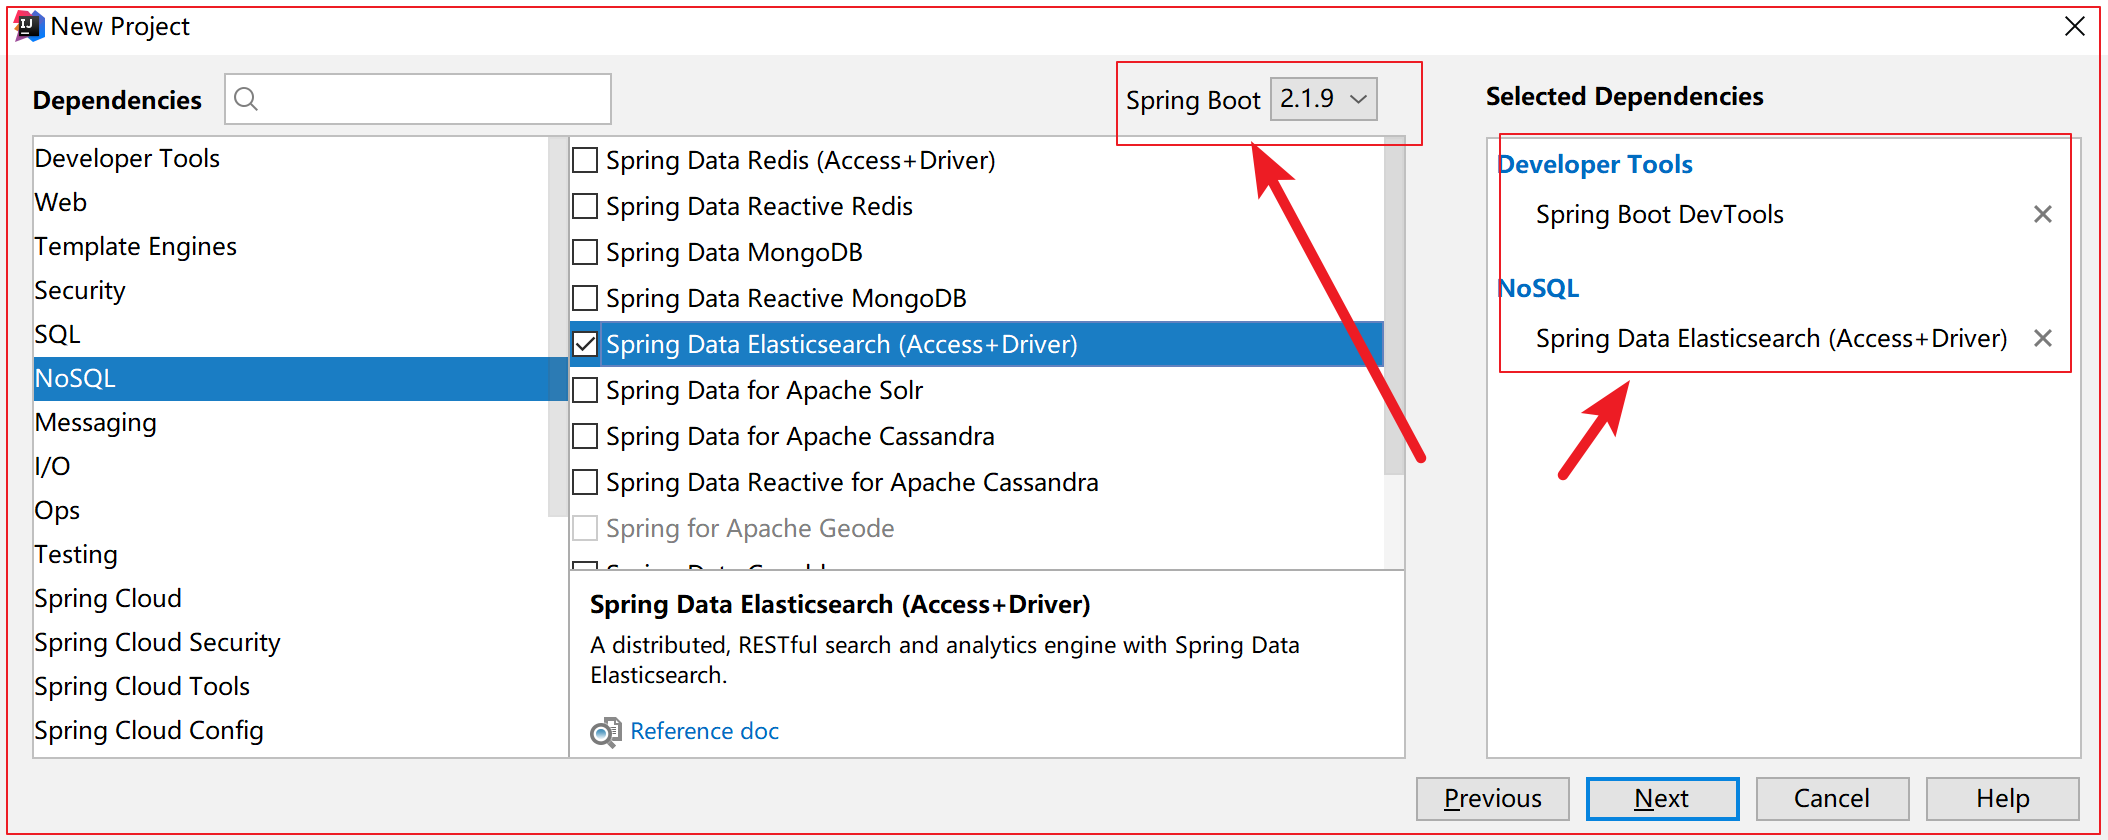 New Project
Dependencies
Spring Boot 2.1.9
Selected Dependencies
Developer Tools
Web
Template Engines
Security
SQL
NoSQL
Messaging
I/O
Ops
Testing
Spring Cloud
Spring Cloud Security
Spring Cloud Tools
Spring Cloud Config
Spring Data Redis (Access+Driver)
Spring Data Reactive Redis
Spring Data MongoDB
Spring Data Reactive MongoDB
Spring Data Elasticsearch (Access+Driver)
Spring Data for Apache Solr
Spring Data for Apache Cassandra
Spring Data Reactive for Apache Cassandra
Spring for Apache Geode
Spring Data Elasticsearch (Access+Driver)
A distributed, RESTful search and analytics engine with Spring Data
Elasticsearch.
Reference doc
Developer Tools
Spring Boot DevTools
NoSQL
Spring Data Elasticsearch (Access+Driver)
Previous
Next
Cancel
Help